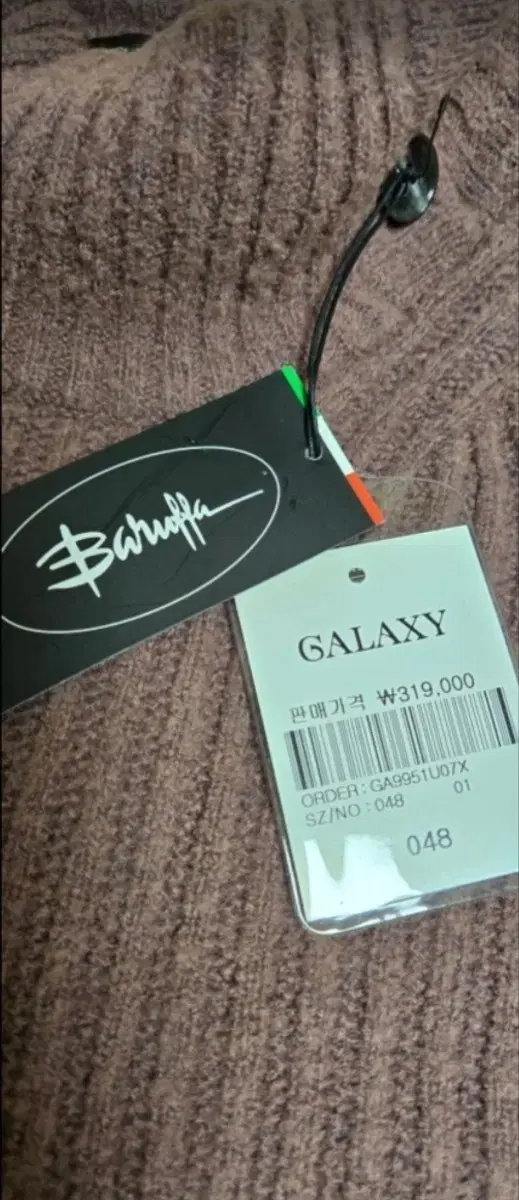 Baruffa
GALAXY
판매가격 ₩319,000
ORDER : GA9951U07X
SZ/NO : 048 01
048